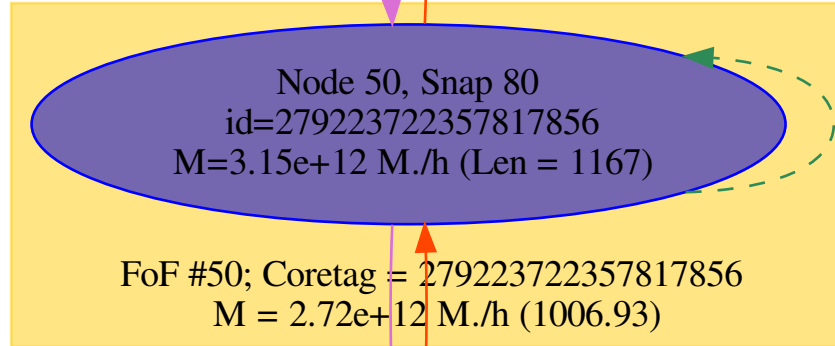 Node 50, Snap 80
id=279223722357817856
M=3.15e+12 M./h (Len = 1167)
FoF #50; Coretag = 279223722357817856
M = 2.72e+12 M./h (1006.93)